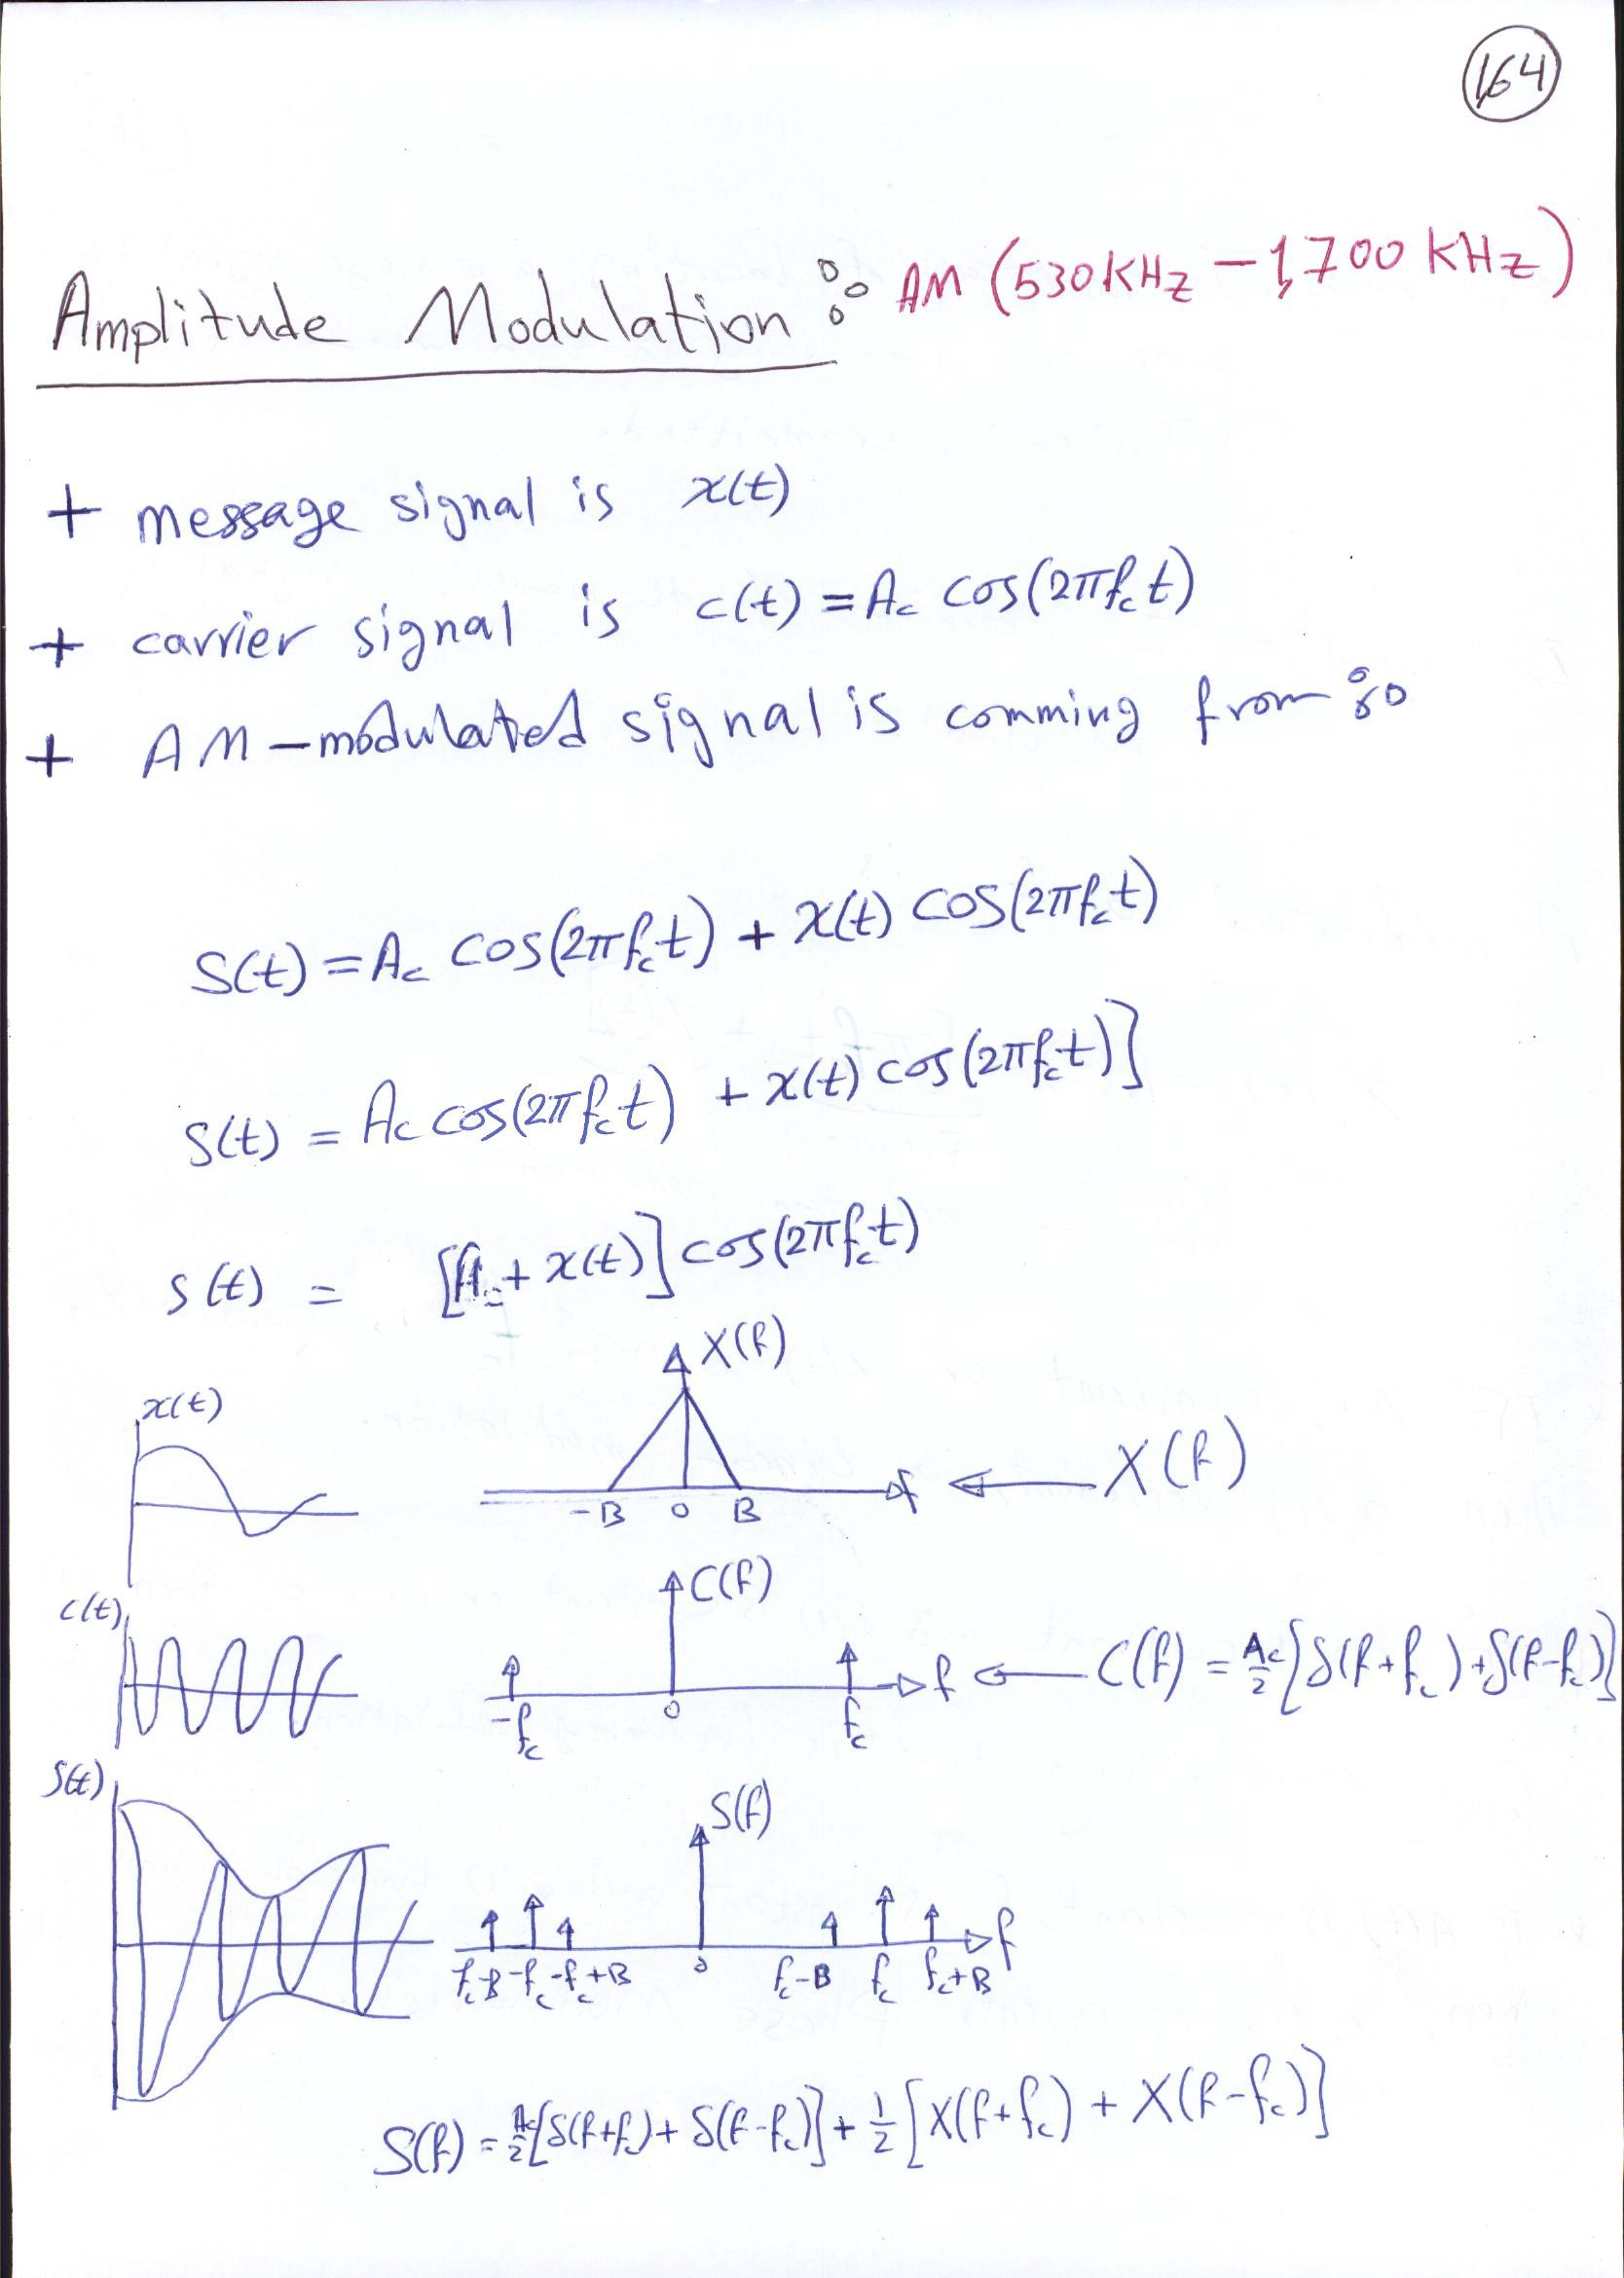 164
Amplitude Modulation : AM (530KHz – 1,700 KHz)
+ message signal is x(t)
+ carrier signal is c(t) = Ac cos(2πfct)
+ AM-modulated signal is comming from :
S(t) = Ac cos(2πfct) + x(t) cos(2πfct)
S(t) = Ac cos(2πfct) + x(t) cos(2πfct)]
s(t) = [Ac + x(t)] cos(2πfct)
x(t)
X(f)
-B 0 B f ← X(f)
c(t)
C(f)
-fc 0 fc f ← C(f) = Ac/2 [δ(f+fc) + δ(f-fc)]
S(t)
S(f)
fc-B -fc -fc+B 0 fc-B fc fc+B f
S(f) = Ac/2 [δ(f+fc) + δ(f-fc)] + 1/2 [X(f+fc) + X(f-fc)]